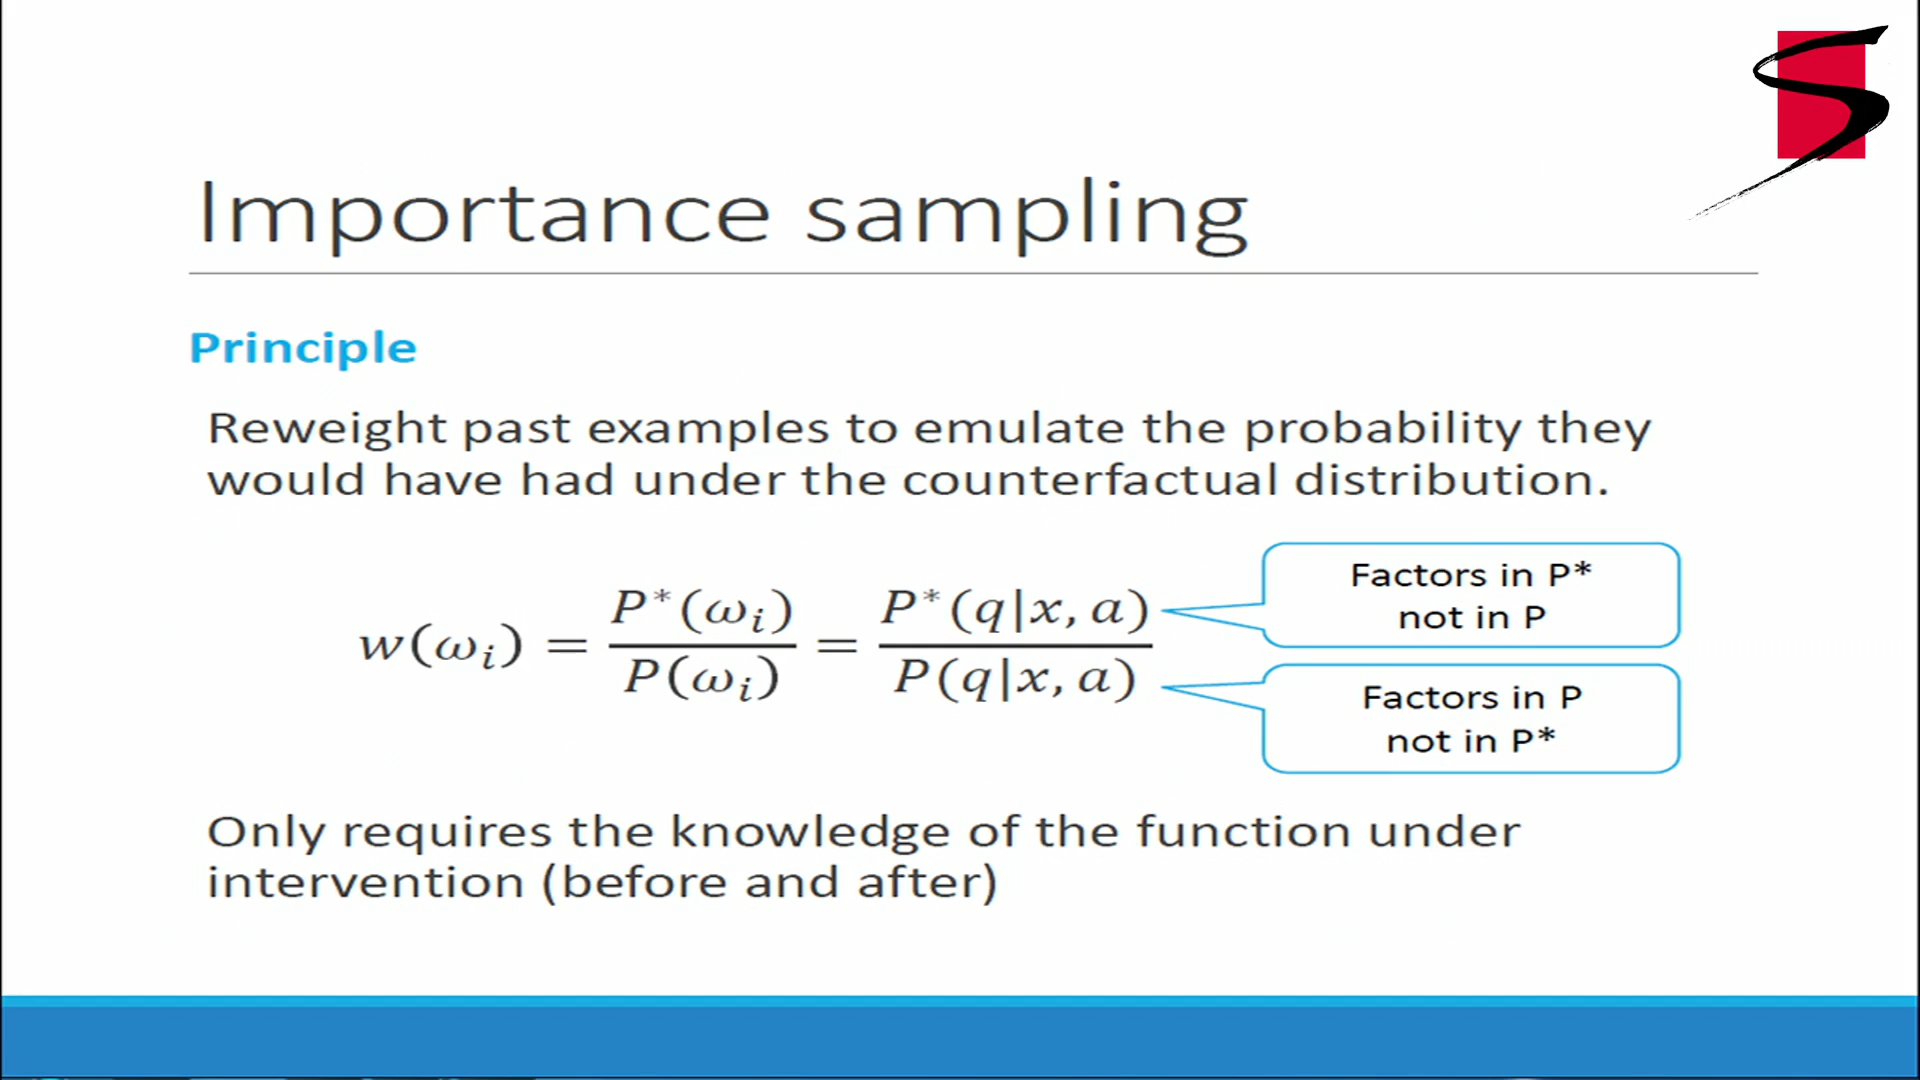 Importance sampling
Principle
Reweight past examples to emulate the probability they
would have had under the counterfactual distribution.
w(ωᵢ) = P*(ωᵢ) / P(ωᵢ) = P*(q|x, a) / P(q|x, a)
Factors in P*
not in P
Factors in P
not in P*
Only requires the knowledge of the function under
intervention (before and after)